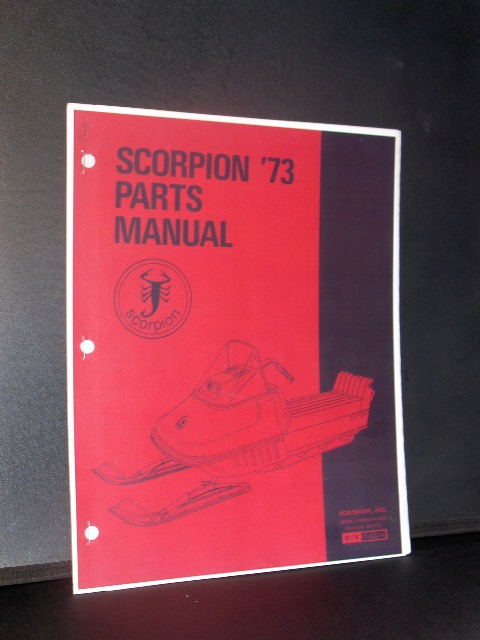 SCORPION '73
PARTS
MANUAL
scorpion
scorpion, inc.